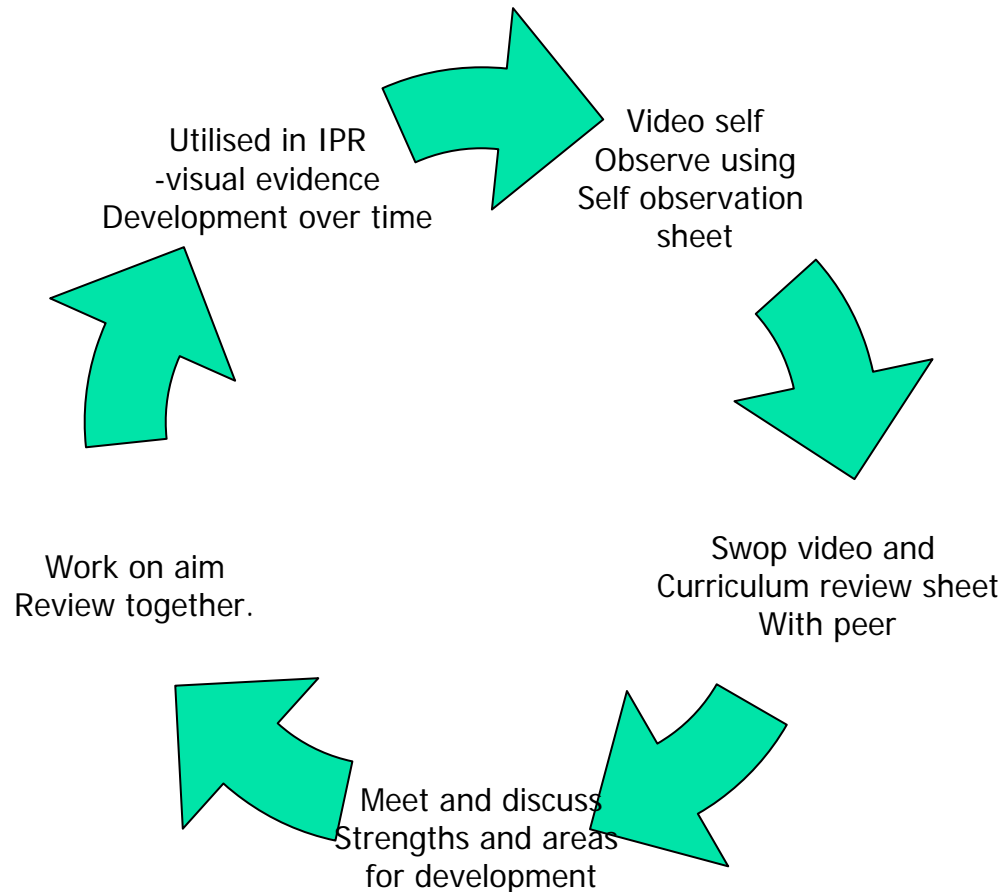 Utilised in IPR
-visual evidence
Development over time
Video self
Observe using
Self observation
sheet
Swop video and
Curriculum review sheet
With peer
Meet and discuss
Strengths and areas
for development
Work on aim
Review together.